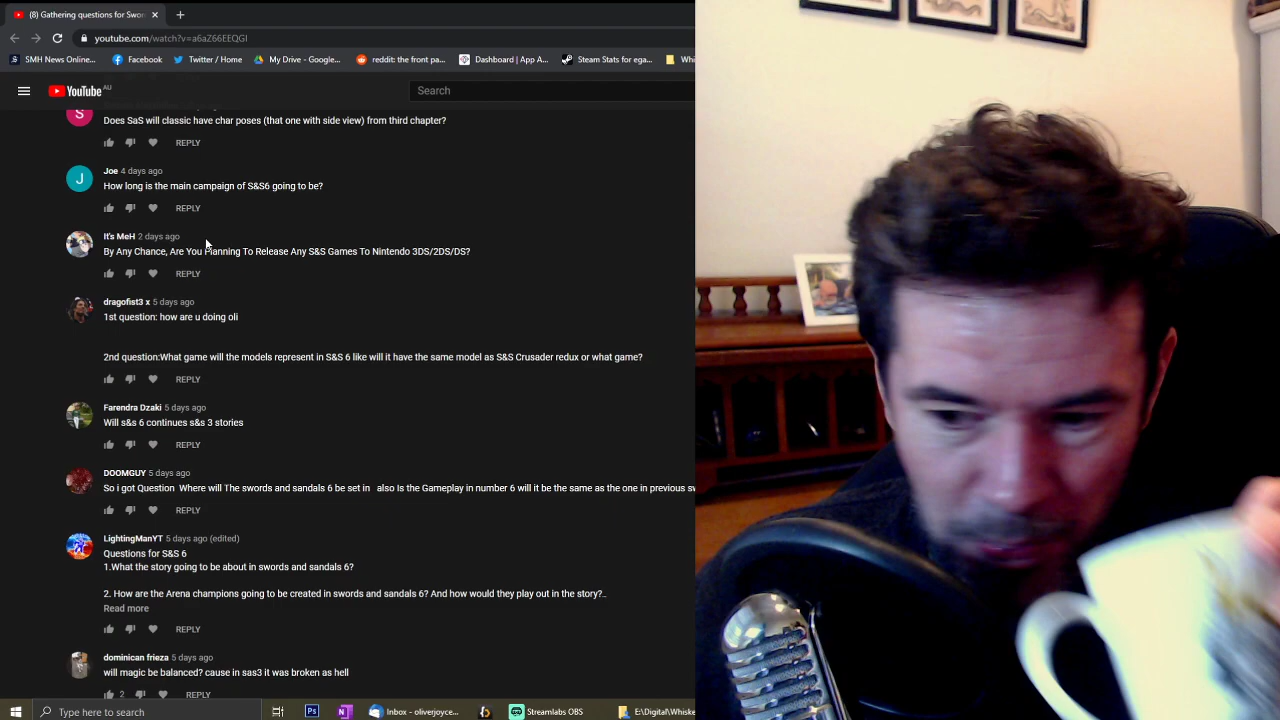 (8) Gathering questions for Swor
youtube.com/watch?v=a6aZ66EEQGI
SMH News Online...
Facebook
Twitter / Home
My Drive - Google...
reddit: the front pa...
Dashboard | App A...
Steam Stats for ega...
Whi
YouTube AU
Search
S
Does SaS will classic have char poses (that one with side view) from third chapter?
REPLY
J
Joe 4 days ago
How long is the main campaign of S&S6 going to be?
REPLY
It's MeH 2 days ago
By Any Chance, Are You Planning To Release Any S&S Games To Nintendo 3DS/2DS/DS?
REPLY
dragofist3 x 5 days ago
1st question: how are u doing oli
2nd question:What game will the models represent in S&S 6 like will it have the same model as S&S Crusader redux or what game?
REPLY
Farendra Dzaki 5 days ago
Will s&s 6 continues s&s 3 stories
REPLY
DOOMGUY 5 days ago
So i got Question Where will The swords and sandals 6 be set in also Is the Gameplay in number 6 will it be the same as the one in previous sw
REPLY
LightingManYT 5 days ago (edited)
Questions for S&S 6
1.What the story going to be about in swords and sandals 6?
2. How are the Arena champions going to be created in swords and sandals 6? And how would they play out in the story?..
Read more
REPLY
dominican frieza 5 days ago
will magic be balanced? cause in sas3 it was broken as hell
2 REPLY
Type here to search
Ps
Inbox - oliverjoyce...
Streamlabs OBS
E:\Digital\Whiske